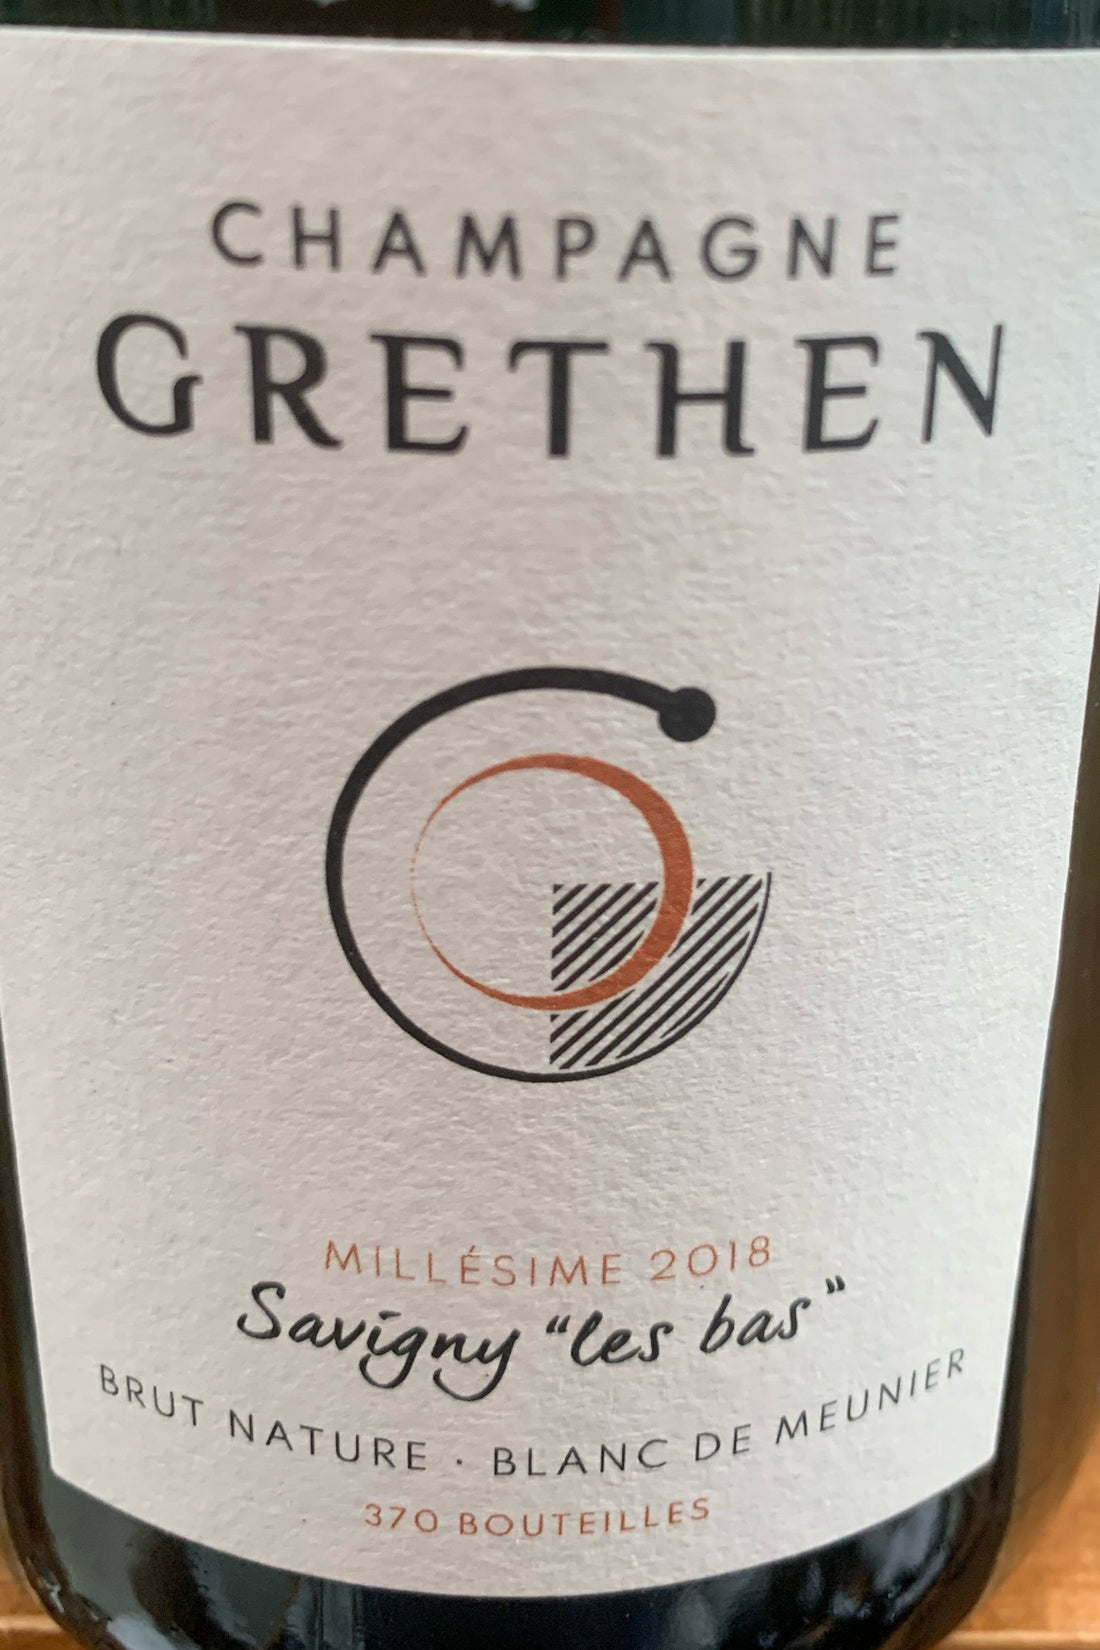 CHAMPAGNE
GRETHEN
MILLÉSIME 2018
Savigny “les bas”
BRUT NATURE · BLANC DE MEUNIER
370 BOUTEILLES